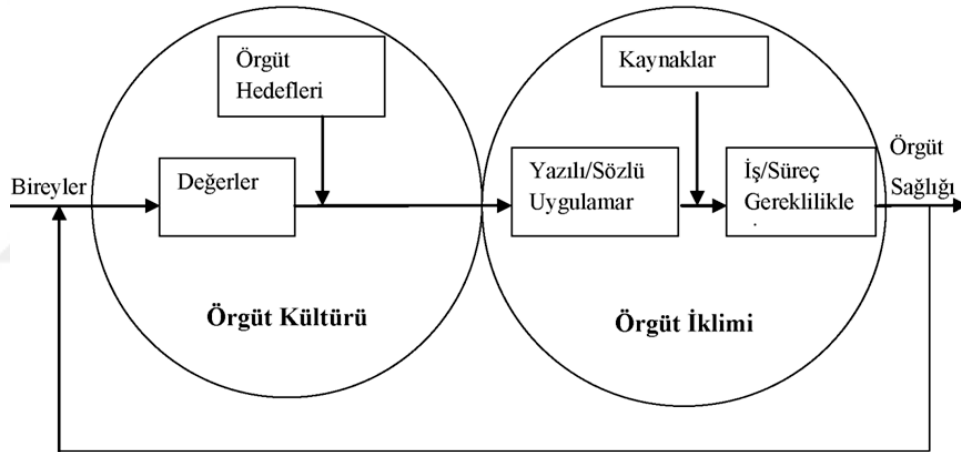 Örgüt
Hedefleri
Kaynaklar
Bireyler
Değerler
Yazılı/Sözlü
Uygulamar
İş/Süreç
Gereklilikle
Örgüt
Sağlığı
Örgüt Kültürü
Örgüt İklimi